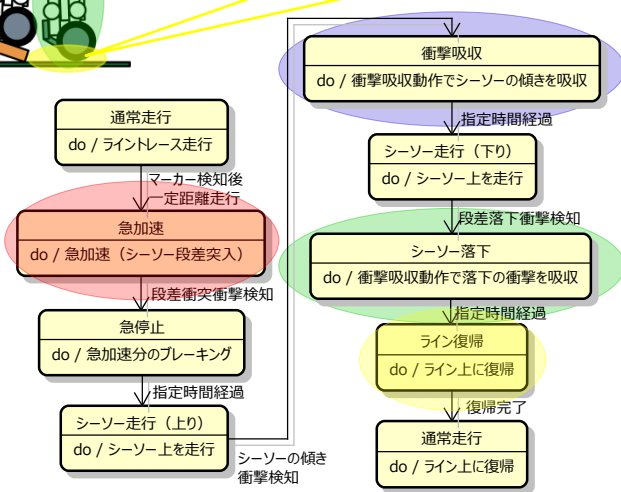 通常走行
do / ライントレース走行
マーカー検知後
一定距離走行
急加速
do / 急加速（シーソー段差突入）
段差衝突衝撃検知
急停止
do / 急加速分のブレーキング
指定時間経過
シーソー走行（上り）
do / シーソー上を走行
シーソーの傾き
衝撃検知
衝撃吸収
do / 衝撃吸収動作でシーソーの傾きを吸収
指定時間経過
シーソー走行（下り）
do / シーソー上を走行
段差落下衝撃検知
シーソー落下
do / 衝撃吸収動作で落下の衝撃を吸収
指定時間経過
ライン復帰
do / ライン上に復帰
復帰完了
通常走行
do / ライン上に復帰